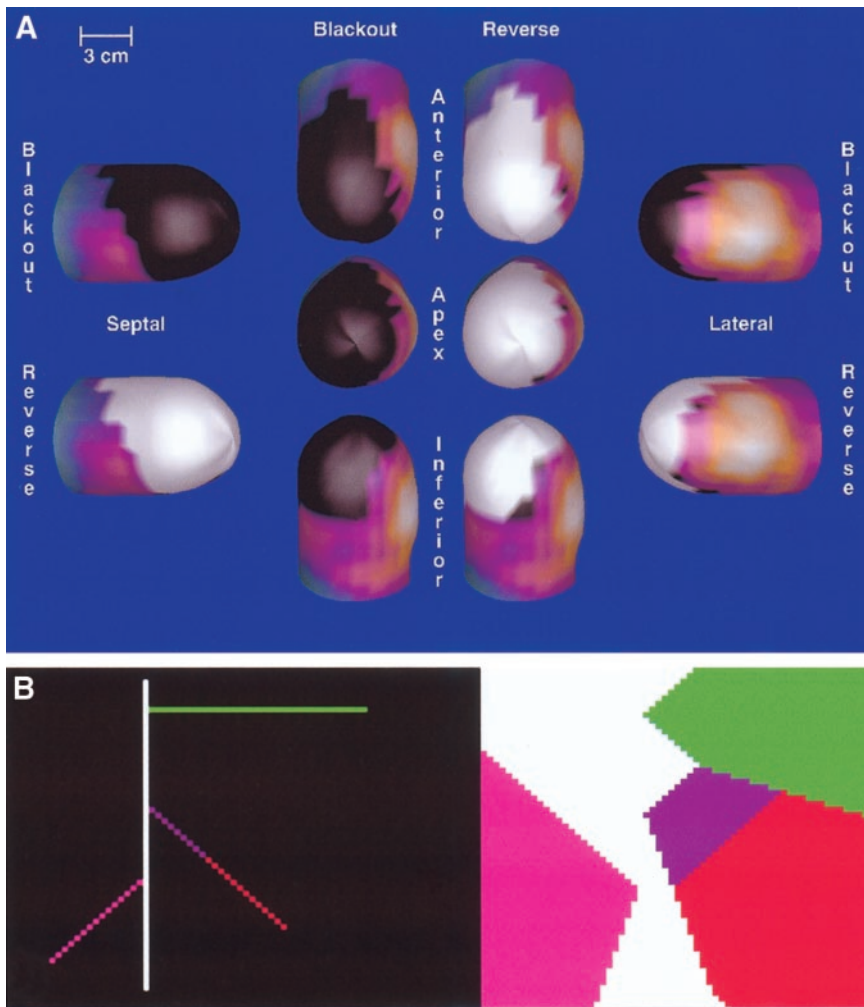 A
3 cm
Blackout
Reverse
Anterior
Blackout
Blackout
Septal
Apex
Lateral
Reverse
Inferior
Reverse
B